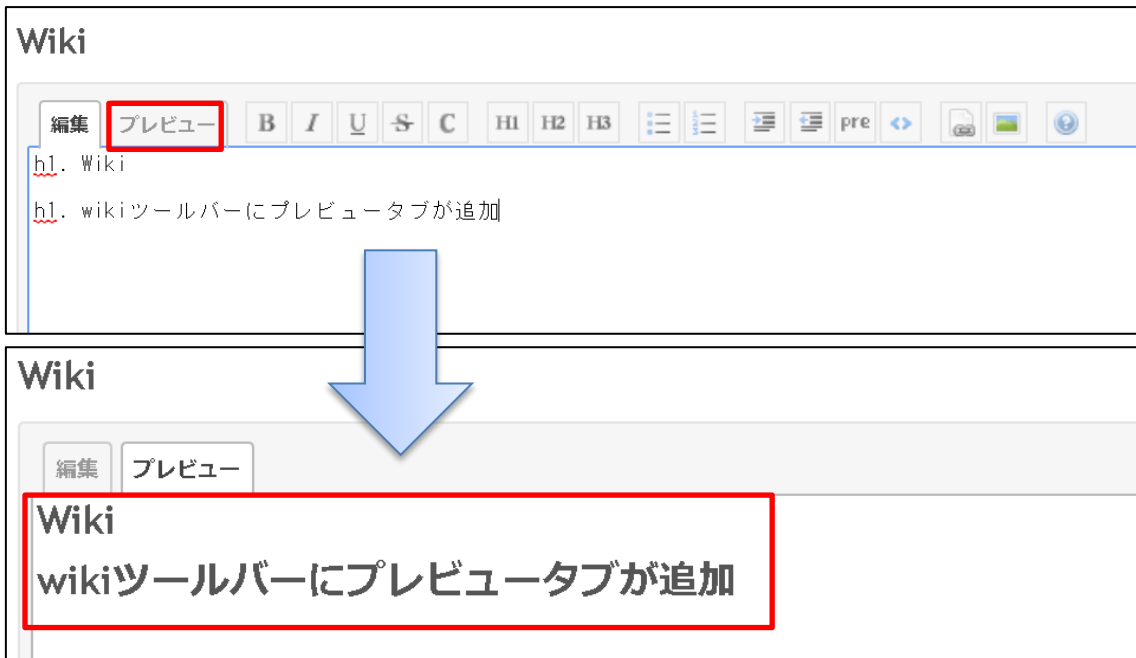 Wiki
編集 プレビュー B I U S C H1 H2 H3 pre <>
h1. Wiki
h1. wikiツールバーにプレビュータブが追加
Wiki
編集 プレビュー
Wiki
wikiツールバーにプレビュータブが追加